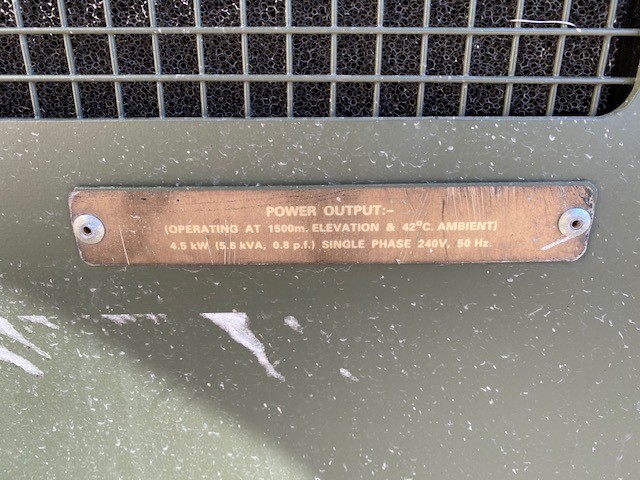 POWER OUTPUT:-
(OPERATING AT 1500m. ELEVATION & 42°C. AMBIENT)
4.5 kW (5.6 kVA, 0.8 p.f.) SINGLE PHASE 240V, 50 Hz.